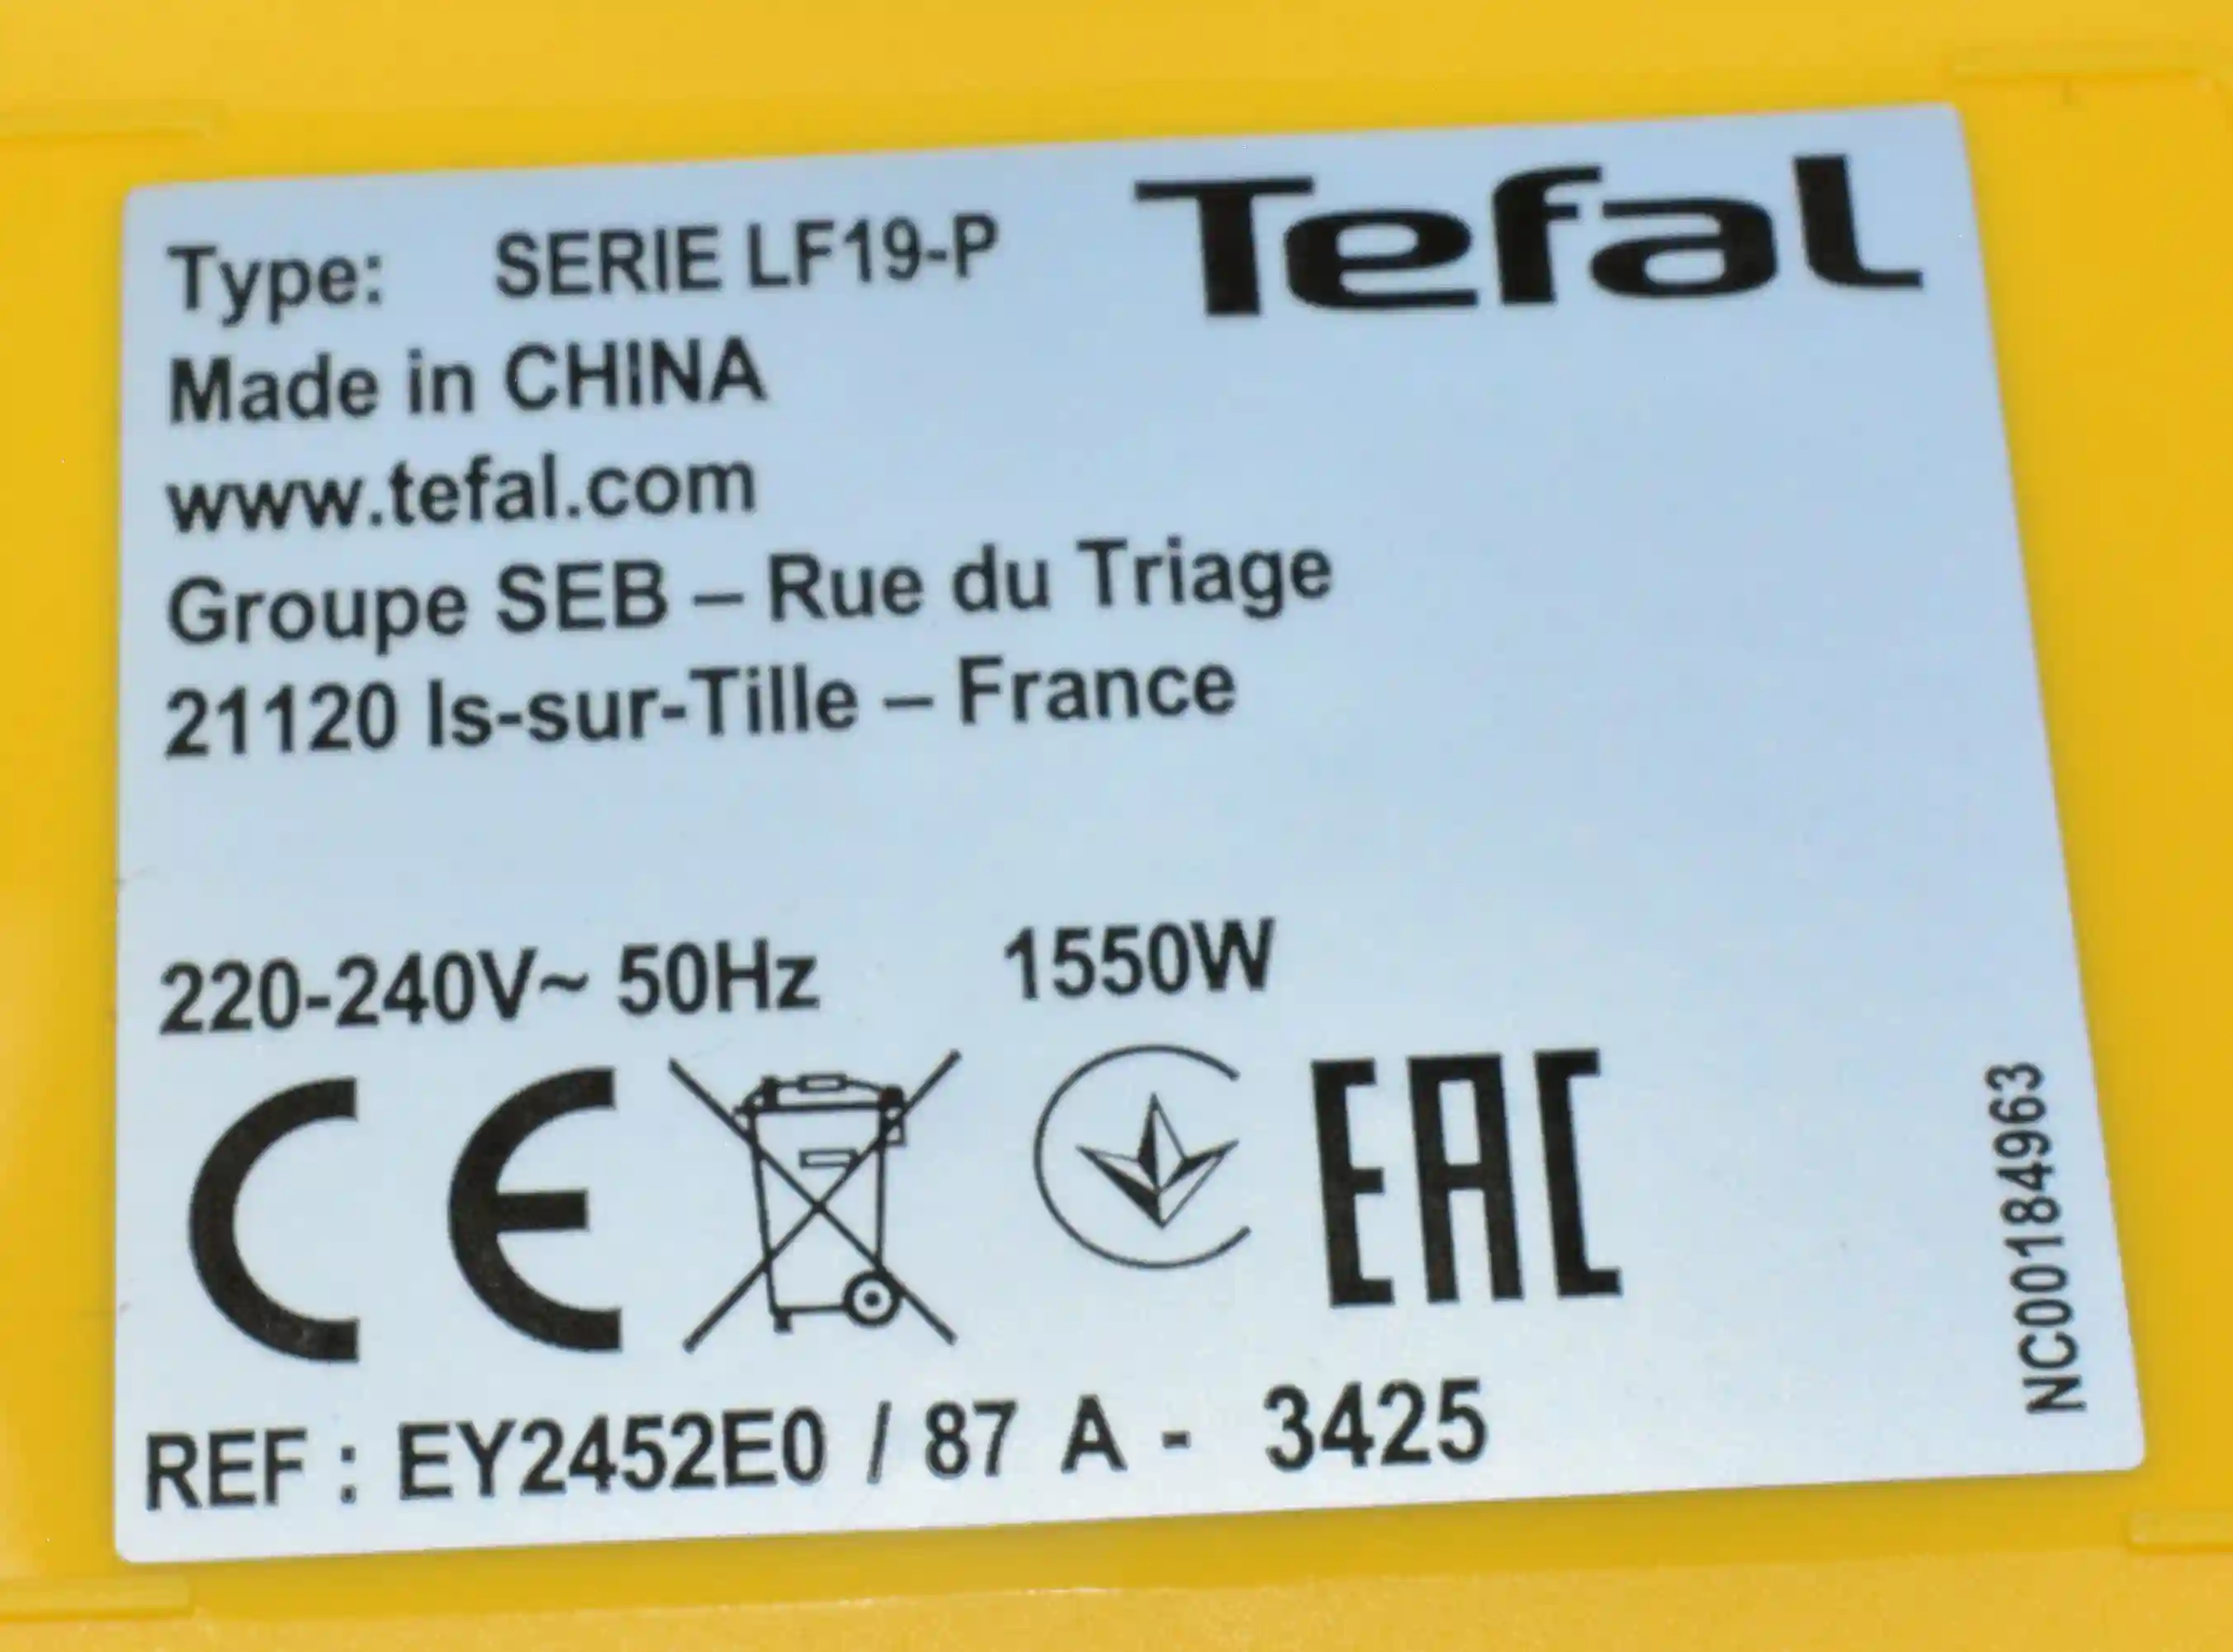 Tefal
Type: SERIE LF19-P
Made in CHINA
www.tefal.com
Groupe SEB – Rue du Triage
21120 Is-sur-Tille – France
220-240V~ 50Hz 1550W
CE EAC
REF : EY2452E0 / 87 A - 3425
NC00184963